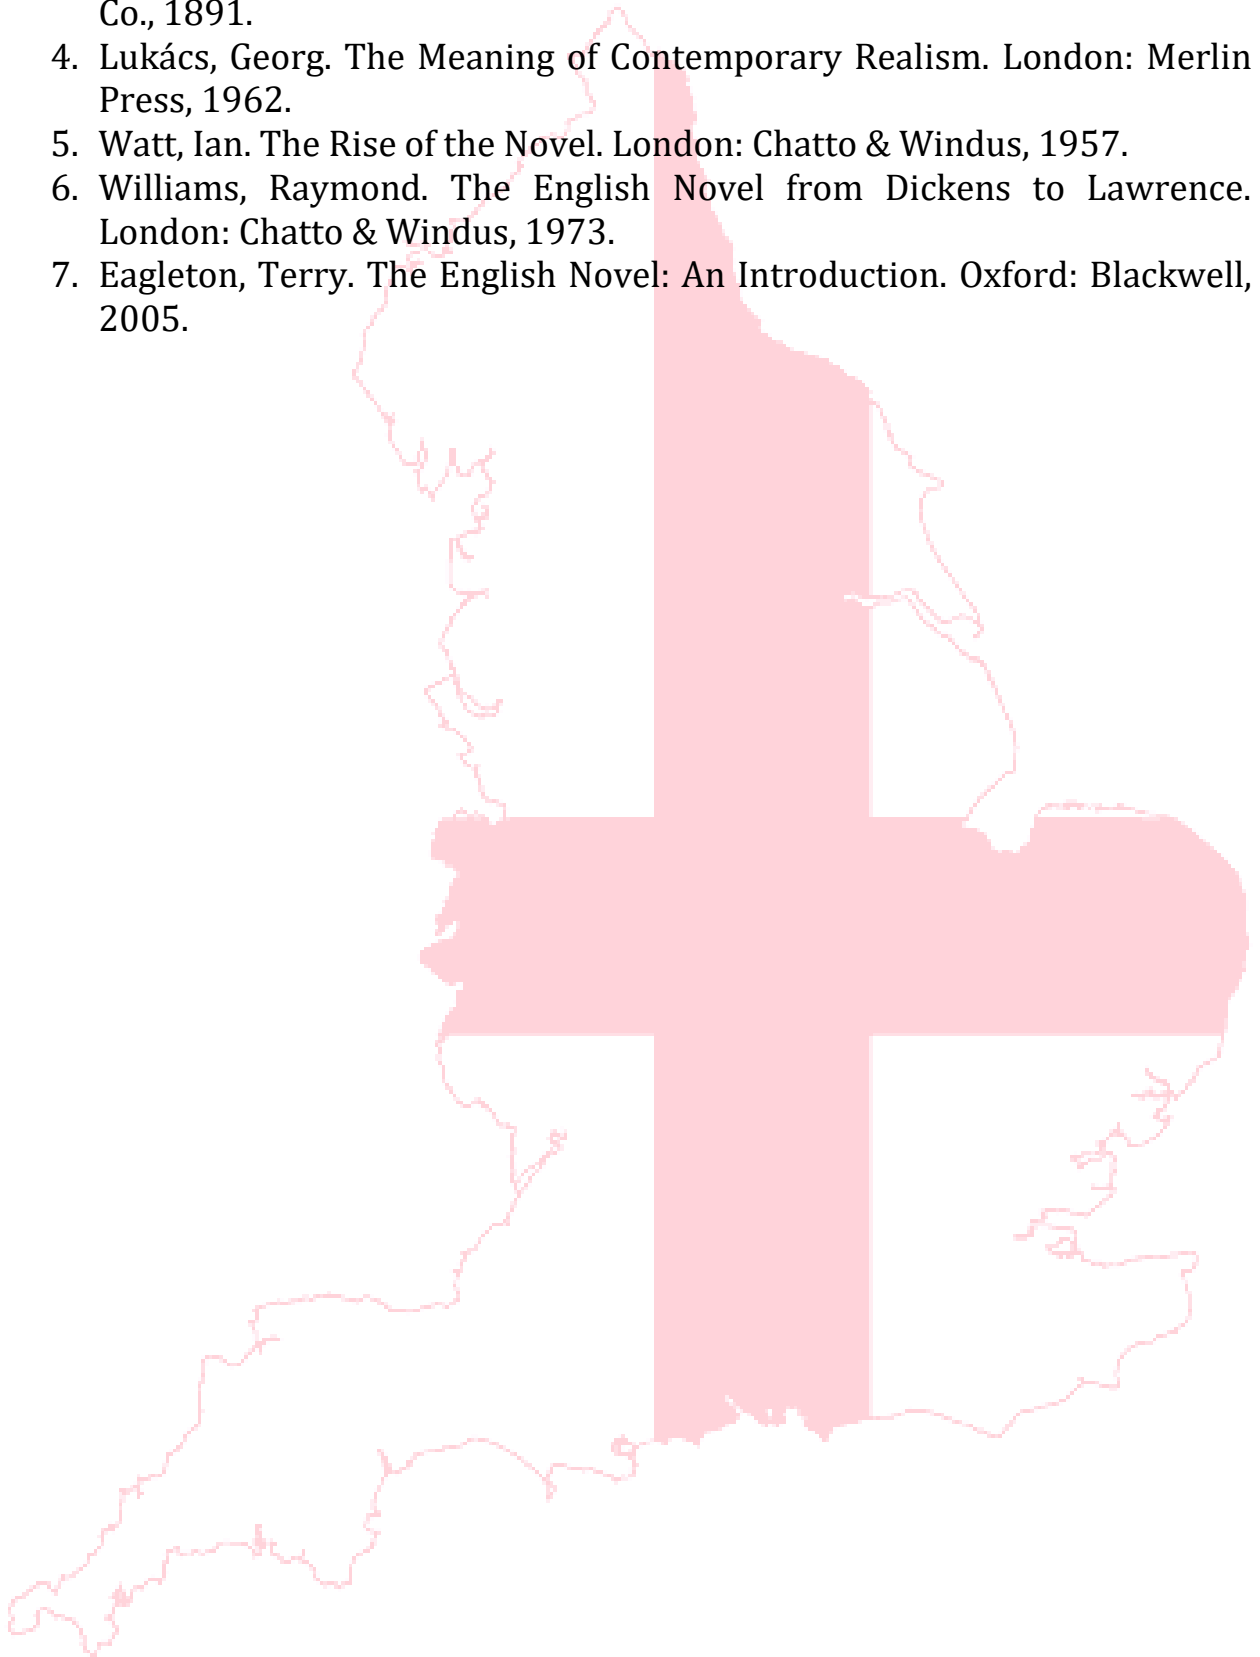 Co., 1891.
4. Lukács, Georg. The Meaning of Contemporary Realism. London: Merlin
Press, 1962.
5. Watt, Ian. The Rise of the Novel. London: Chatto & Windus, 1957.
6. Williams, Raymond. The English Novel from Dickens to Lawrence.
London: Chatto & Windus, 1973.
7. Eagleton, Terry. The English Novel: An Introduction. Oxford: Blackwell,
2005.